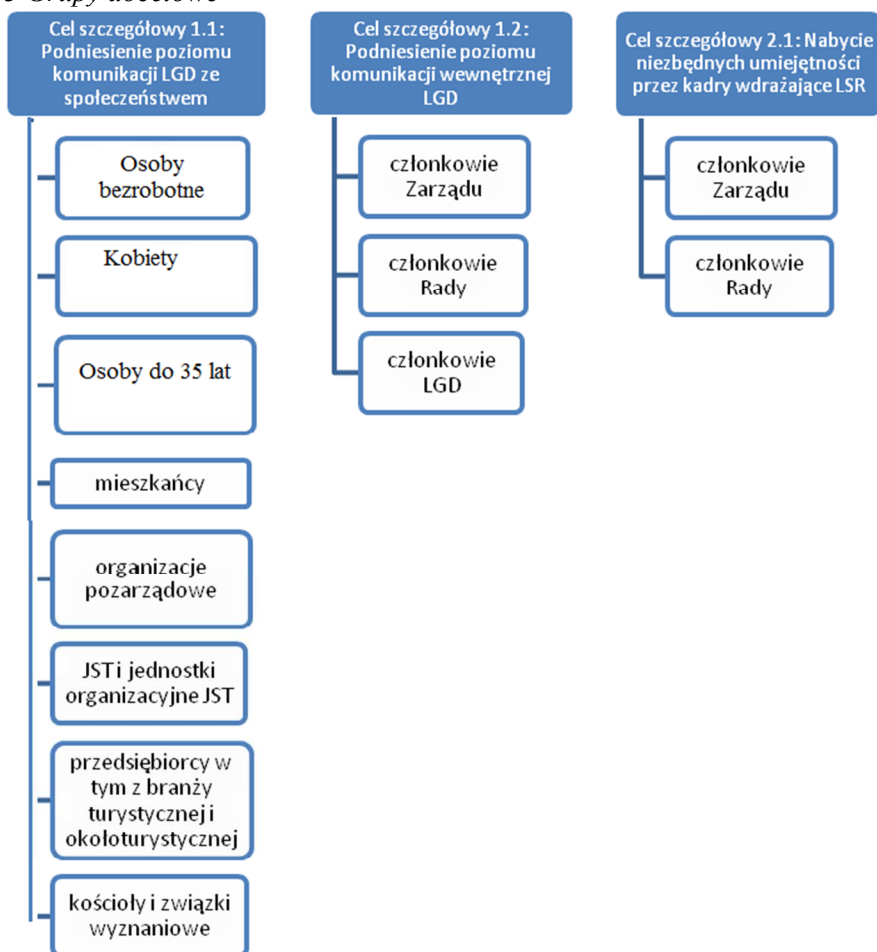 Grupy docelowe
Cel szczegółowy 1.1:
Podniesienie poziomu
komunikacji LGD ze
społeczeństwem
Osoby
bezrobotne
Kobiety
Osoby do 35 lat
mieszkańcy
organizacje
pozarządowe
JST i jednostki
organizacyjne JST
przedsiębiorcy w
tym z branży
turystycznej i
okołoturystycznej
kościoły i związki
wyznaniowe
Cel szczegółowy 1.2:
Podniesienie poziomu
komunikacji wewnętrznej
LGD
członkowie
Zarządu
członkowie
Rady
członkowie
LGD
Cel szczegółowy 2.1: Nabycie
niezbędnych umiejętności
przez kadry wdrażające LSR
członkowie
Zarządu
członkowie
Rady